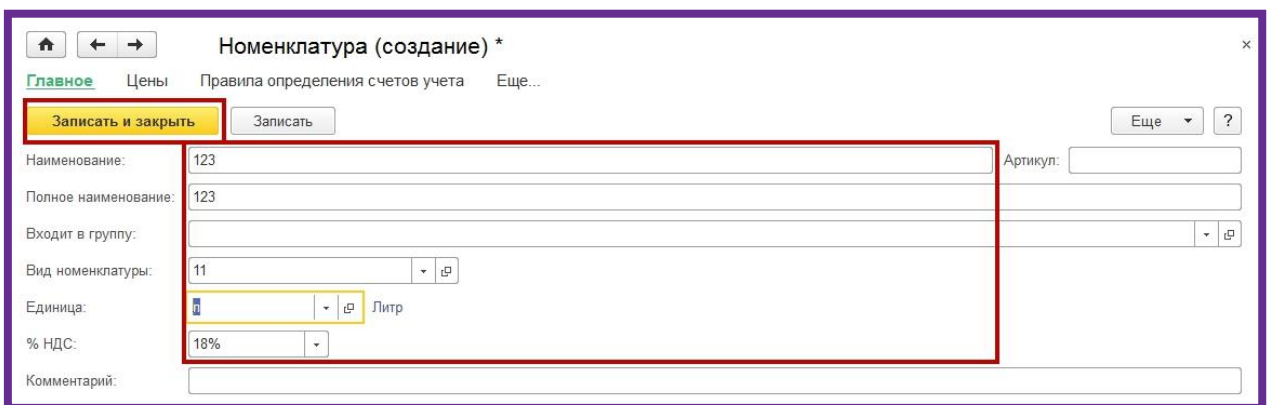 Номенклатура (создание) *
Главное Цены Правила определения счетов учета Еще...
Записать и закрыть Записать Еще ?
Наименование: 123 Артикул:
Полное наименование: 123
Входит в группу:
Вид номенклатуры: 11
Единица: л Литр
% НДС: 18%
Комментарий: